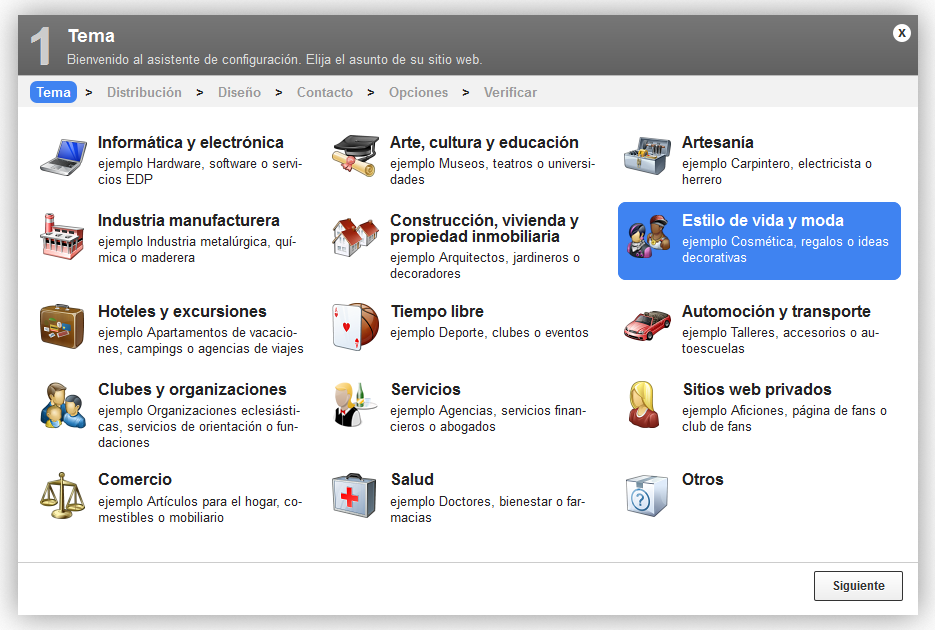 1
Tema
X
Bienvenido al asistente de configuración. Elija el asunto de su sitio web.
Tema > Distribución > Diseño > Contacto > Opciones > Verificar
Informática y electrónica
ejemplo Hardware, software o servi-
cios EDP
Arte, cultura y educación
ejemplo Museos, teatros o universi-
dades
Artesanía
ejemplo Carpintero, electricista o
herrero
Industria manufacturera
ejemplo Industria metalúrgica, quí-
mica o maderera
Construcción, vivienda y
propiedad inmobiliaria
ejemplo Arquitectos, jardineros o
decoradores
Estilo de vida y moda
ejemplo Cosmética, regalos o ideas
decorativas
Hoteles y excursiones
ejemplo Apartamentos de vacacio-
nes, campings o agencias de viajes
Tiempo libre
ejemplo Deporte, clubes o eventos
Automoción y transporte
ejemplo Talleres, accesorios o au-
toescuelas
Clubes y organizaciones
ejemplo Organizaciones eclesiásti-
cas, servicios de orientación o fun-
daciones
Servicios
ejemplo Agencias, servicios finan-
cieros o abogados
Sitios web privados
ejemplo Aficiones, página de fans o
club de fans
Comercio
ejemplo Artículos para el hogar, co-
mestibles o mobiliario
Salud
ejemplo Doctores, bienestar o far-
macias
Otros
Siguiente